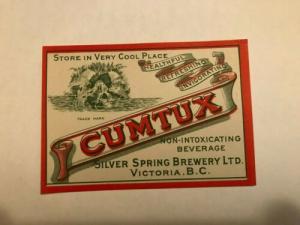 STORE IN VERY COOL PLACE
HEALTHFUL
REFRESHING
INVIGORATING
TRADE MARK
CUMTUX
NON-INTOXICATING
BEVERAGE
SILVER SPRING BREWERY LTD.
VICTORIA, B.C.